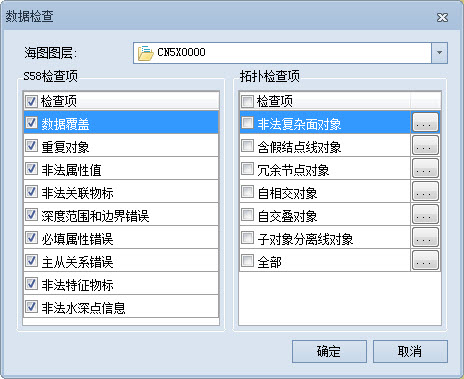 数据检查
海图图层:
CN5X0000
S58检查项
检查项
数据覆盖
重复对象
非法属性值
非法关联物标
深度范围和边界错误
必填属性错误
主从关系错误
非法特征物标
非法水深点信息
拓扑检查项
检查项
非法复杂面对象 ...
含假结点线对象 ...
冗余节点对象 ...
自相交对象 ...
自交叠对象 ...
子对象分离线对象 ...
全部 ...
确定
取消